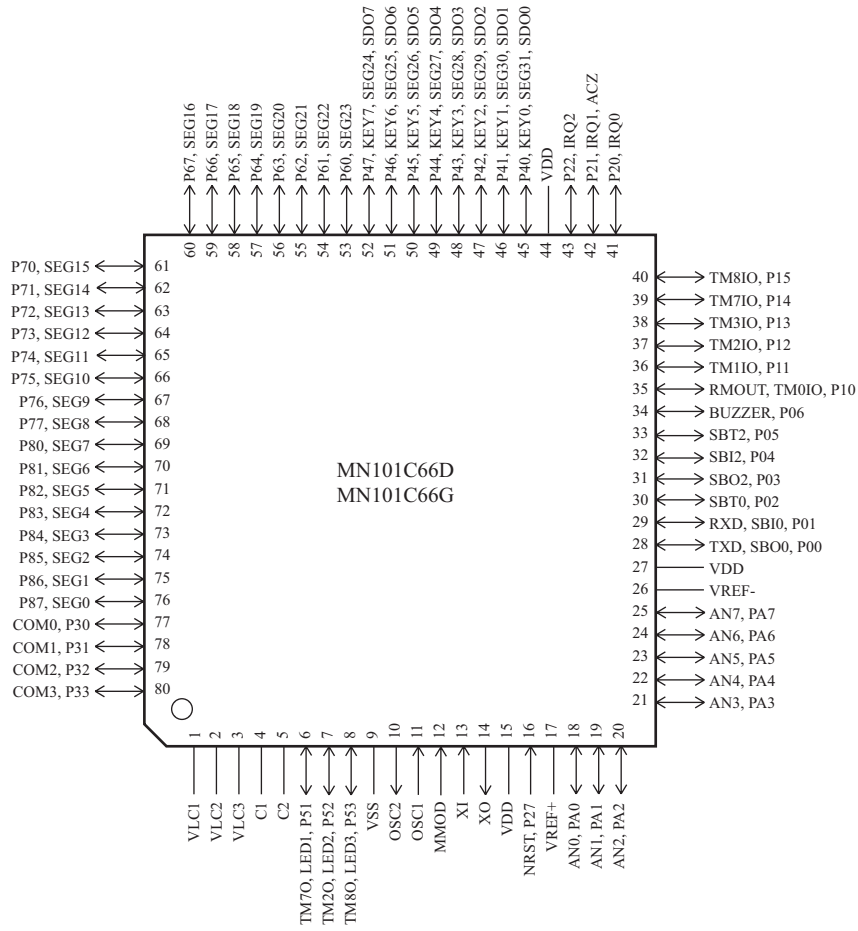 P67, SEG16
P66, SEG17
P65, SEG18
P64, SEG19
P63, SEG20
P62, SEG21
P61, SEG22
P60, SEG23
P47, KEY7, SEG24, SDO7
P46, KEY6, SEG25, SDO6
P45, KEY5, SEG26, SDO5
P44, KEY4, SEG27, SDO4
P43, KEY3, SEG28, SDO3
P42, KEY2, SEG29, SDO2
P41, KEY1, SEG30, SDO1
P40, KEY0, SEG31, SDO0
VDD
P22, IRQ2
P21, IRQ1, ACZ
P20, IRQ0
60
59
58
57
56
55
54
53
52
51
50
49
48
47
46
45
44
43
42
41
P70, SEG15 61
P71, SEG14 62
P72, SEG13 63
P73, SEG12 64
P74, SEG11 65
P75, SEG10 66
P76, SEG9 67
P77, SEG8 68
P80, SEG7 69
P81, SEG6 70
P82, SEG5 71
P83, SEG4 72
P84, SEG3 73
P85, SEG2 74
P86, SEG1 75
P87, SEG0 76
COM0, P30 77
COM1, P31 78
COM2, P32 79
COM3, P33 80
MN101C66D
MN101C66G
40 TM8IO, P15
39 TM7IO, P14
38 TM3IO, P13
37 TM2IO, P12
36 TM1IO, P11
35 RMOUT, TM0IO, P10
34 BUZZER, P06
33 SBT2, P05
32 SBI2, P04
31 SBO2, P03
30 SBT0, P02
29 RXD, SBI0, P01
28 TXD, SBO0, P00
27 VDD
26 VREF-
25 AN7, PA7
24 AN6, PA6
23 AN5, PA5
22 AN4, PA4
21 AN3, PA3
1
2
3
4
5
6
7
8
9
10
11
12
13
14
15
16
17
18
19
20
VLC1
VLC2
VLC3
C1
C2
TM7O, LED1, P51
TM2O, LED2, P52
TM8O, LED3, P53
VSS
OSC2
OSC1
MMOD
XI
XO
VDD
NRST, P27
VREF+
AN0, PA0
AN1, PA1
AN2, PA2